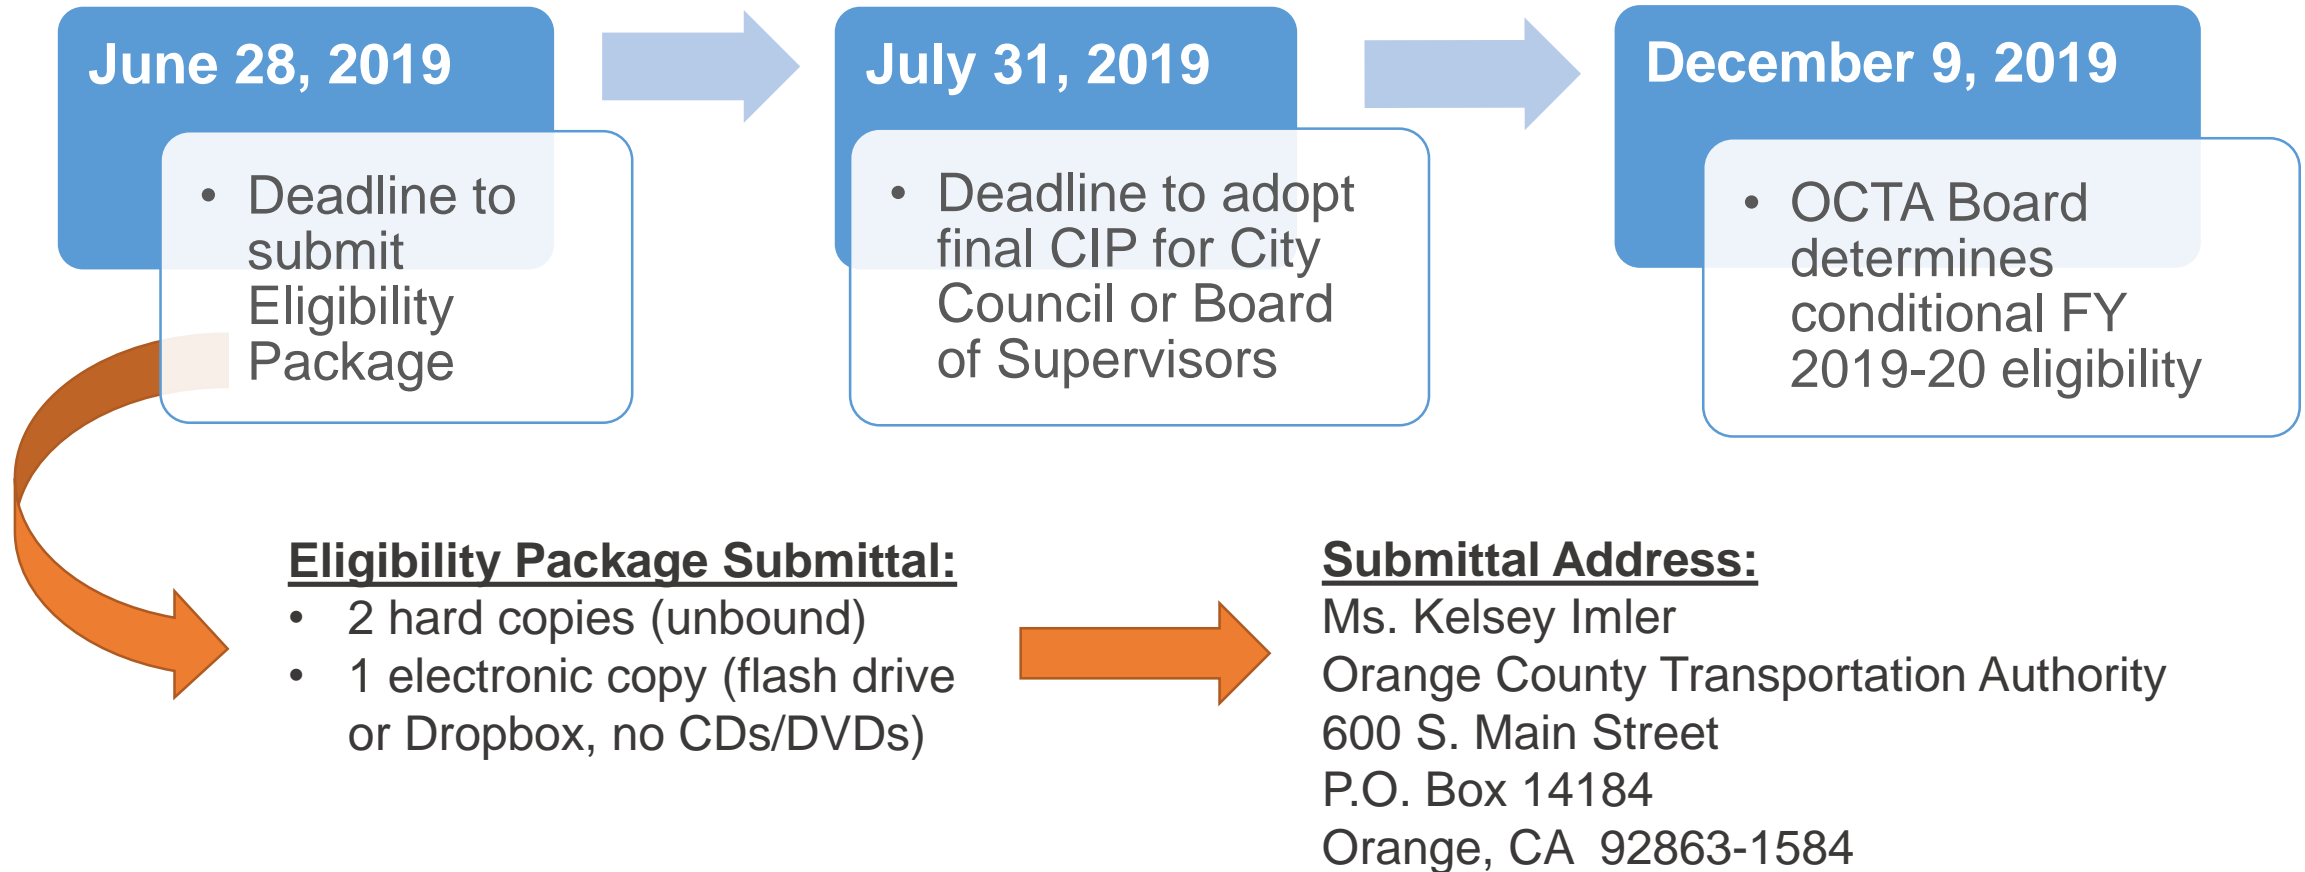 June 28, 2019
• Deadline to
submit
Eligibility
Package
July 31, 2019
• Deadline to adopt
final CIP for City
Council or Board
of Supervisors
December 9, 2019
• OCTA Board
determines
conditional FY
2019-20 eligibility
Eligibility Package Submittal:
• 2 hard copies (unbound)
• 1 electronic copy (flash drive
or Dropbox, no CDs/DVDs)
Submittal Address:
Ms. Kelsey Imler
Orange County Transportation Authority
600 S. Main Street
P.O. Box 14184
Orange, CA  92863-1584